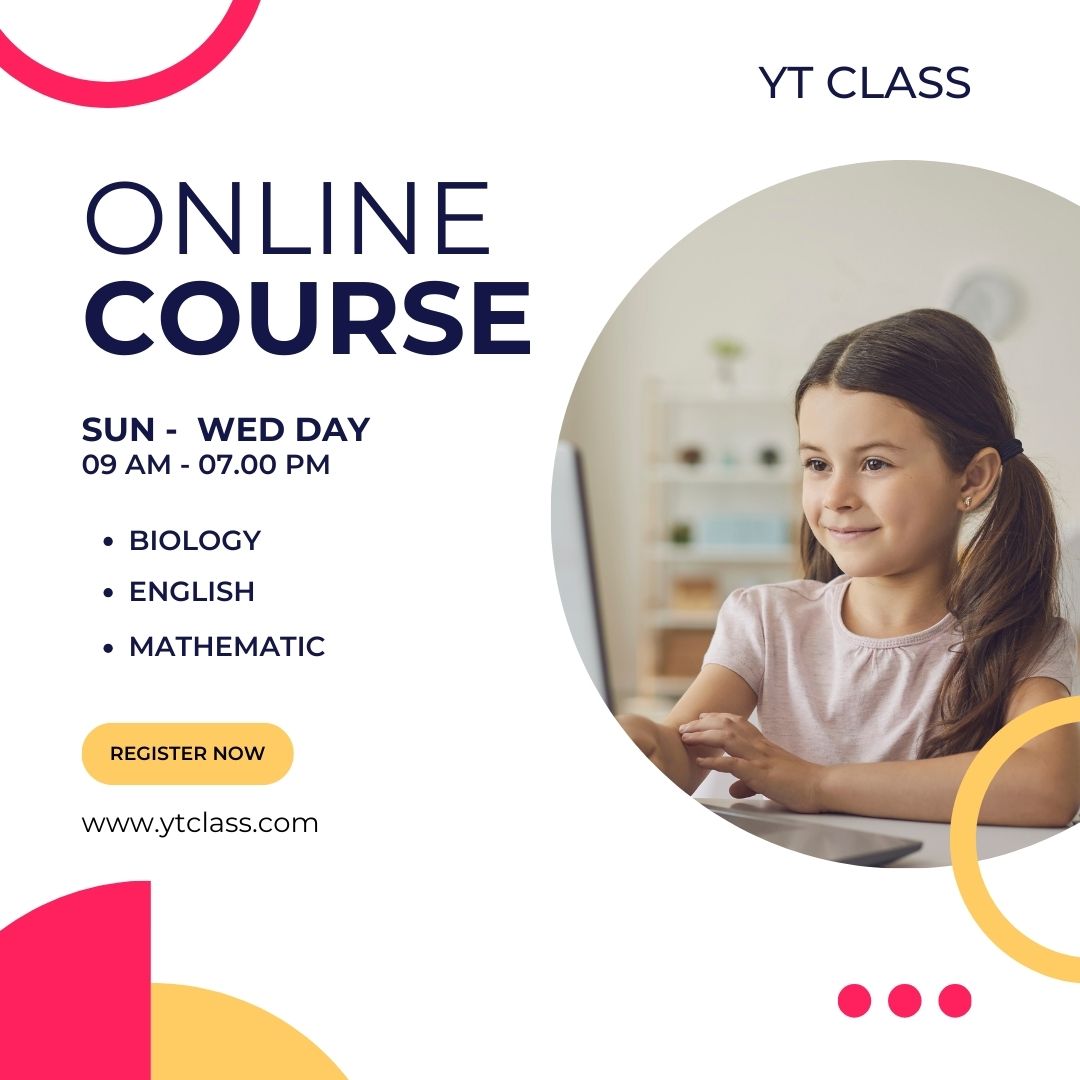 YT CLASS
ONLINE
COURSE
SUN -  WED DAY
09 AM - 07.00 PM
• BIOLOGY
• ENGLISH
• MATHEMATIC
REGISTER NOW
www.ytclass.com